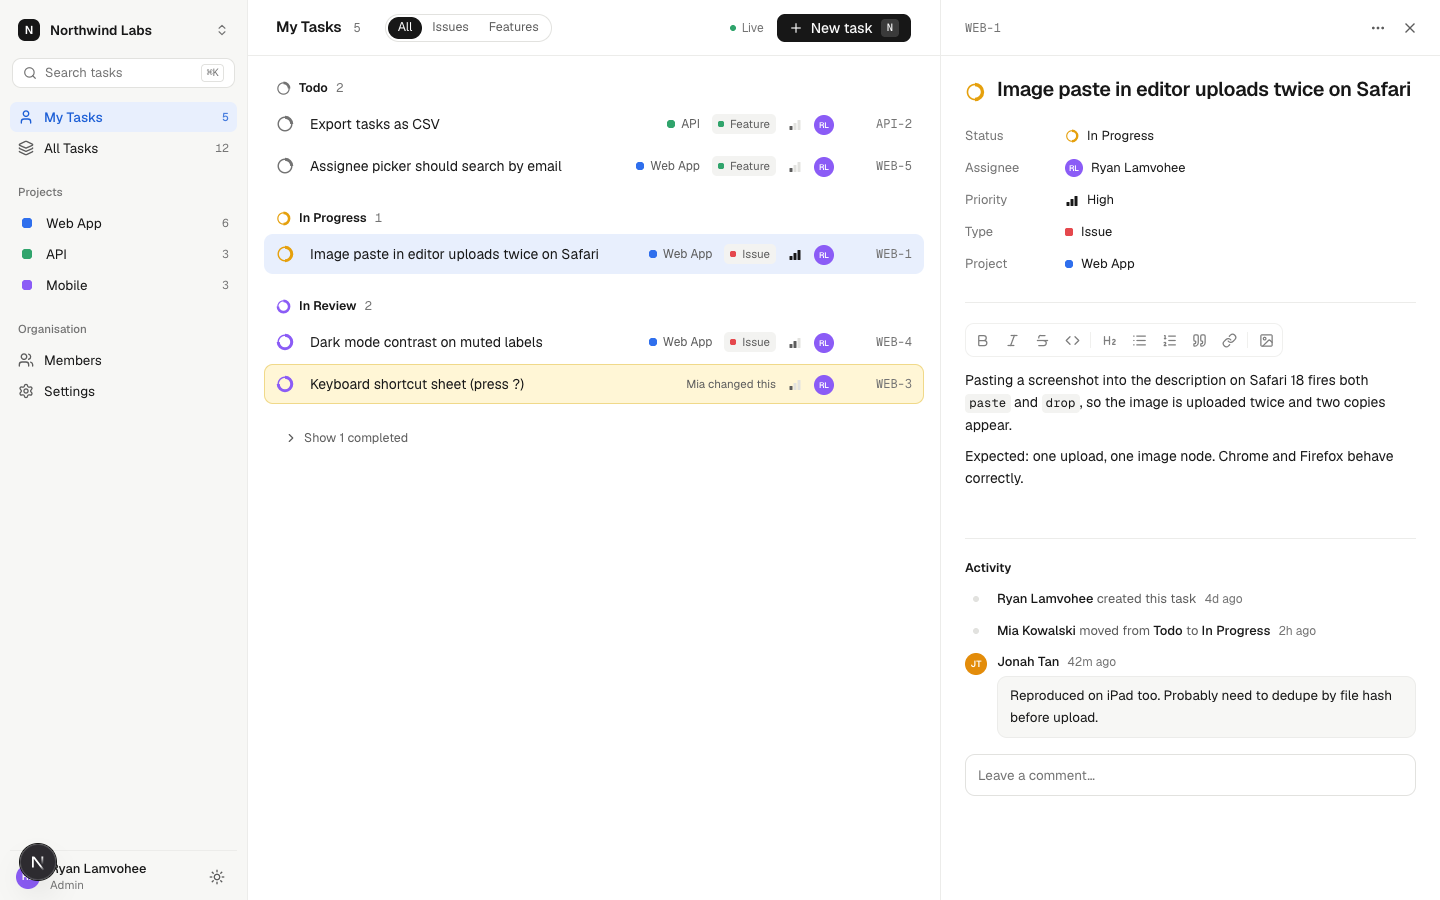 N Northwind Labs
Search tasks ⌘K
My Tasks 5
All Tasks 12
Projects
Web App 6
API 3
Mobile 3
Organisation
Members
Settings
N
Ryan Lamvohee
Admin
My Tasks 5 All Issues Features Live + New task N
Todo 2
Export tasks as CSV API Feature RL API-2
Assignee picker should search by email Web App Feature RL WEB-5
In Progress 1
Image paste in editor uploads twice on Safari Web App Issue RL WEB-1
In Review 2
Dark mode contrast on muted labels Web App Issue RL WEB-4
Keyboard shortcut sheet (press ?) Mia changed this RL WEB-3
Show 1 completed
WEB-1
Image paste in editor uploads twice on Safari
Status In Progress
Assignee RL Ryan Lamvohee
Priority High
Type Issue
Project Web App
B I S H2
Pasting a screenshot into the description on Safari 18 fires both
paste and drop, so the image is uploaded twice and two copies
appear.
Expected: one upload, one image node. Chrome and Firefox behave
correctly.
Activity
Ryan Lamvohee created this task 4d ago
Mia Kowalski moved from Todo to In Progress 2h ago
JT Jonah Tan 42m ago
Reproduced on iPad too. Probably need to dedupe by file hash
before upload.
Leave a comment…